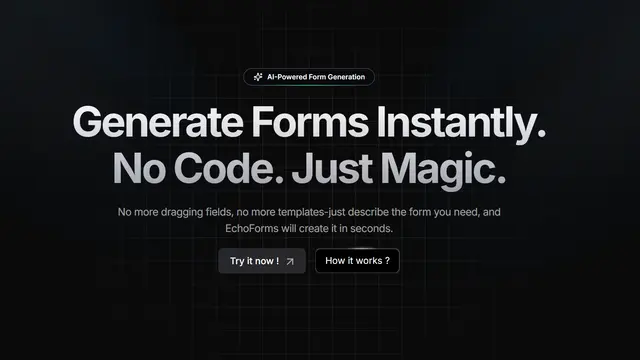 AI-Powered Form Generation
Generate Forms Instantly.
No Code. Just Magic.
No more dragging fields, no more templates-just describe the form you need, and
EchoForms will create it in seconds.
Try it now !
How it works ?